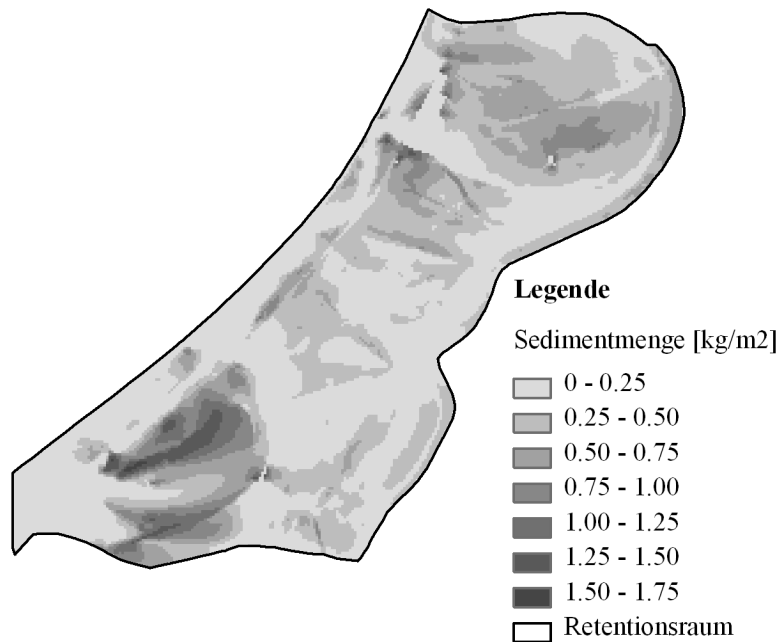 Legende
Sedimentmenge [kg/m2]
0 - 0.25
0.25 - 0.50
0.50 - 0.75
0.75 - 1.00
1.00 - 1.25
1.25 - 1.50
1.50 - 1.75
Retentionsraum